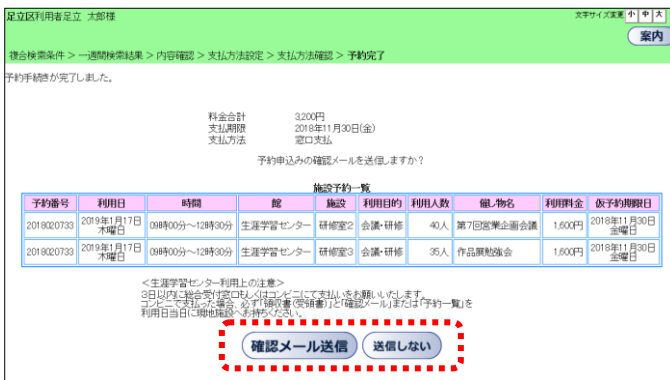 足立区利用者足立 太郎様
文字サイズ変更 小 中 大
案内
複合検索条件 > 一週間検索結果 > 内容確認 > 支払方法設定 > 支払方法確認 > 予約完了
予約手続きが完了しました。
料金合計 3,200円
支払期限 2018年11月30日(金)
支払方法 窓口支払
予約申込みの確認メールを送信しますか？
施設予約一覧
予約番号 利用日 時間 館 施設 利用目的 利用人数 催し物名 利用料金 仮予約期限日
2018020733 2019年1月17日 木曜日 09時00分～12時30分 生涯学習センター 研修室2 会議・研修 40人 第7回営業企画会議 1,600円 2018年11月30日 金曜日
2018020733 2019年1月17日 木曜日 09時00分～12時30分 生涯学習センター 研修室3 会議・研修 35人 作品展勉強会 1,600円 2018年11月30日 金曜日
＜生涯学習センター利用上の注意＞
3日以内に総合受付窓口もしくはコンビニにて支払いをお願いいたします。
コンビニで支払った場合、必ず「領収書(受領書)」と「確認メール」または「予約一覧」を
利用日当日に現地施設へお持ちください。
確認メール送信 送信しない